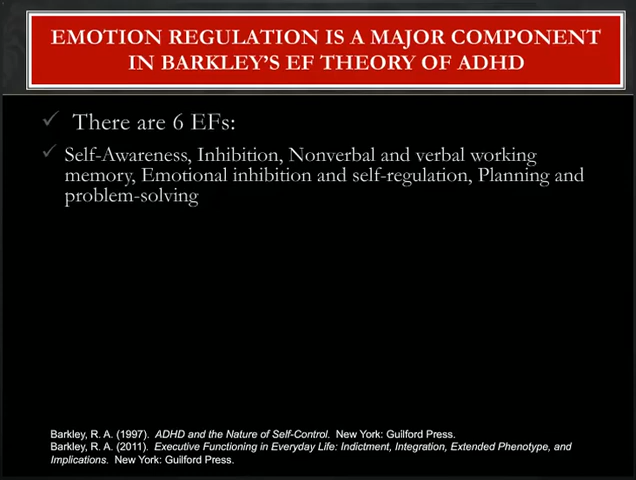 EMOTION REGULATION IS A MAJOR COMPONENT
IN BARKLEY'S EF THEORY OF ADHD
✓ There are 6 EFs:
✓ Self-Awareness, Inhibition, Nonverbal and verbal working
memory, Emotional inhibition and self-regulation, Planning and
problem-solving
Barkley, R. A. (1997). ADHD and the Nature of Self-Control. New York: Guilford Press.
Barkley, R. A. (2011). Executive Functioning in Everyday Life: Indictment, Integration, Extended Phenotype, and
Implications. New York: Guilford Press.